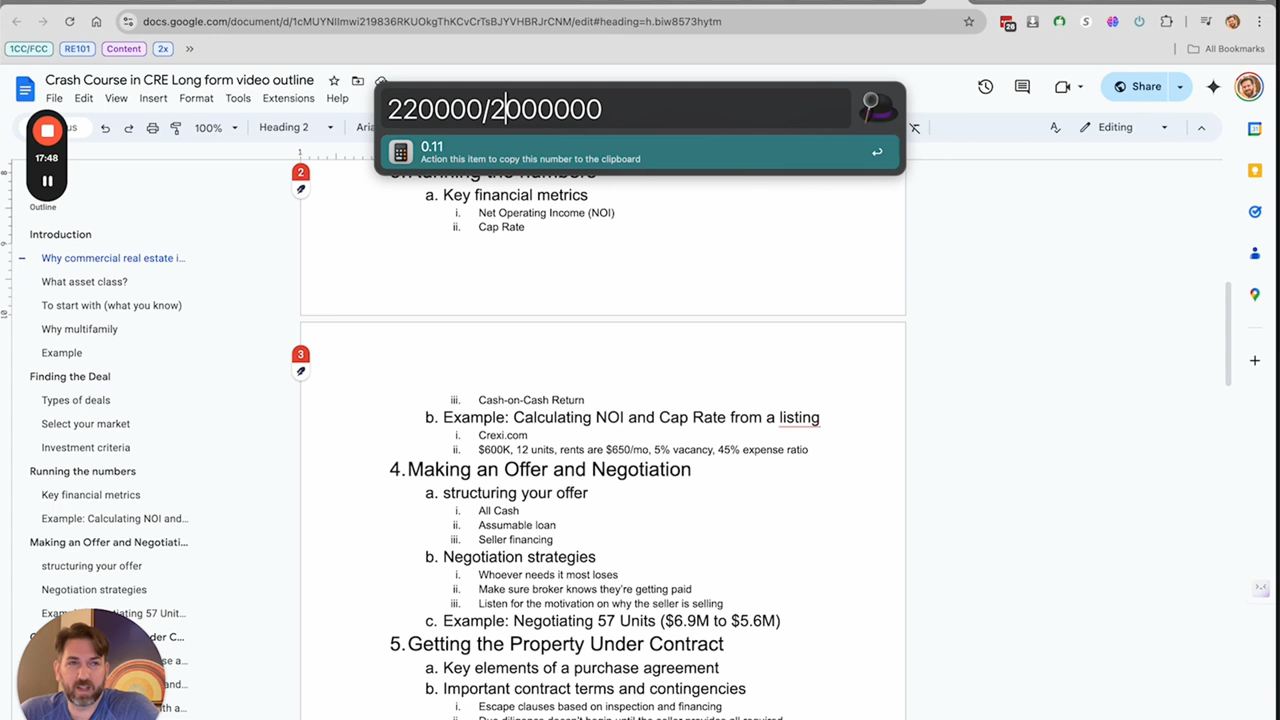 docs.google.com/document/d/1cMUYNIlmwi219836RKUOkgThKCvCrTsBJYVHBRJrCNM/edit#heading=h.biw8573hytm
26
1CC/FCC RE101 Content 2x » All Bookmarks
Crash Course in CRE Long form video outline
File Edit View Insert Format Tools Extensions Help
Share
100% Heading 2 Editing
220000/2000000
0.11
Action this item to copy this number to the clipboard
17:48
Outline
Introduction
Why commercial real estate i...
What asset class?
To start with (what you know)
Why multifamily
Example
Finding the Deal
Types of deals
Select your market
Investment criteria
Running the numbers
Key financial metrics
Example: Calculating NOI and...
Making an Offer and Negotiati...
structuring your offer
Negotiation strategies
1
2
a. Key financial metrics
i. Net Operating Income (NOI)
ii. Cap Rate
3
iii. Cash-on-Cash Return
b. Example: Calculating NOI and Cap Rate from a listing
i. Crexi.com
ii. $600K, 12 units, rents are $650/mo, 5% vacancy, 45% expense ratio
4. Making an Offer and Negotiation
a. structuring your offer
i. All Cash
ii. Assumable loan
iii. Seller financing
b. Negotiation strategies
i. Whoever needs it most loses
ii. Make sure broker knows they're getting paid
iii. Listen for the motivation on why the seller is selling
c. Example: Negotiating 57 Units ($6.9M to $5.6M)
5. Getting the Property Under Contract
a. Key elements of a purchase agreement
b. Important contract terms and contingencies
i. Escape clauses based on inspection and financing